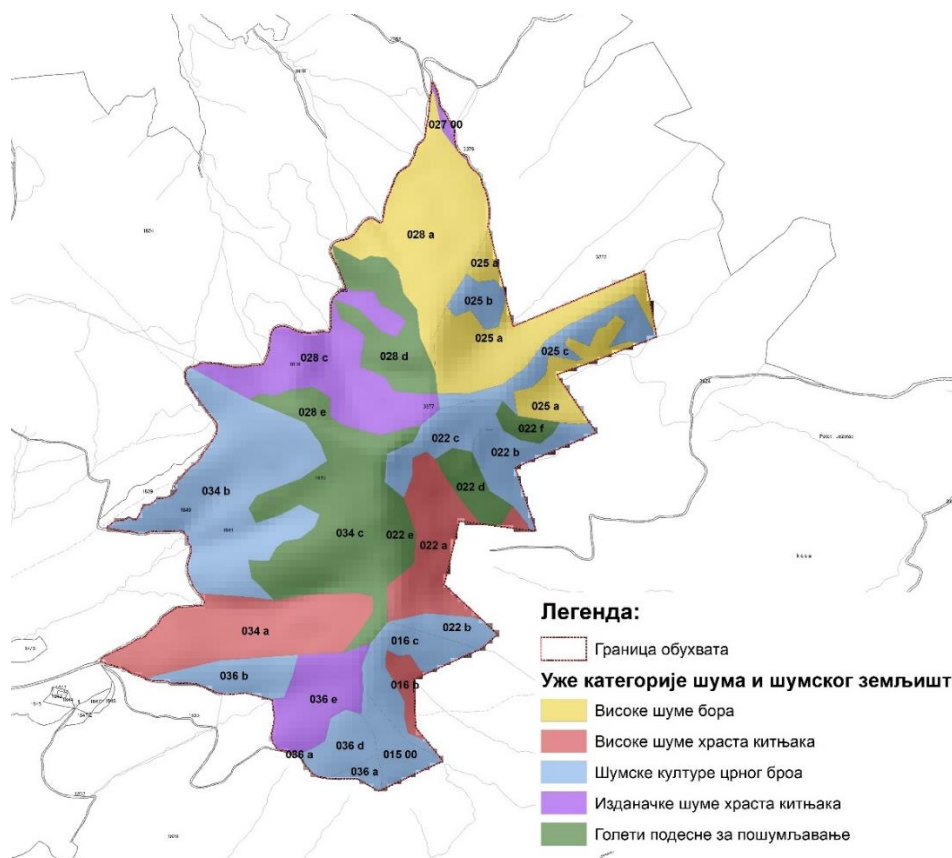 027 00
028 a
025 a
025 b
025 a
025 c
028 c
028 d
028 e
025 a
022 f
022 c
022 b
034 b
022 d
034 c
022 e
022 a
034 a
022 b
016 c
036 b
016 b
036 e
036 a
036 d
015 00
036 a
Легенда:
Граница обухвата
Уже категорије шума и шумског земљишт
Високе шуме бора
Високе шуме храста китњака
Шумске културе црног броа
Изданачке шуме храста китњака
Голети подесне за пошумљавање